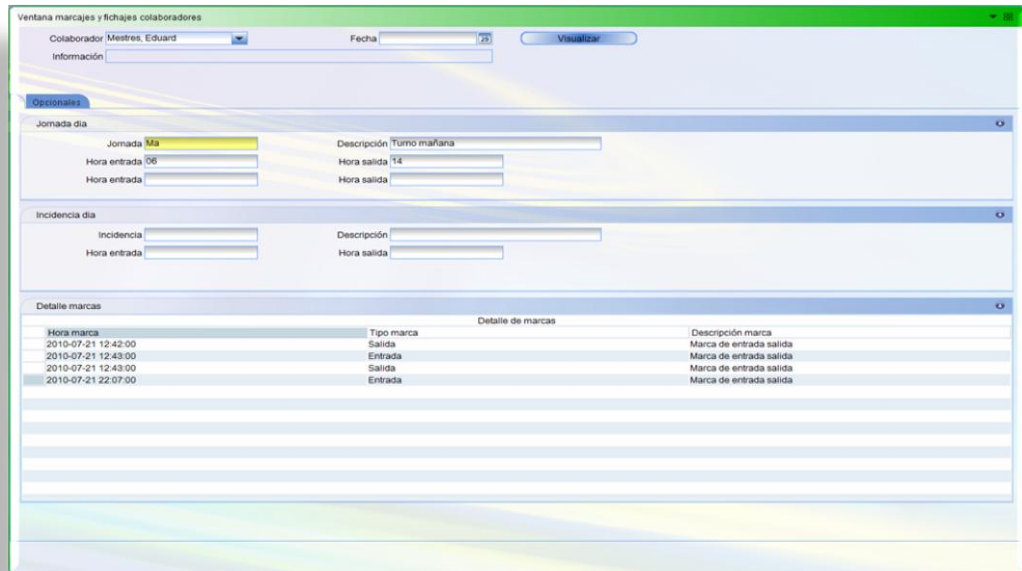 Ventana marcajes y fichajes colaboradores
Colaborador Mestres, Eduard Fecha Visualizar
Información
Opcionales
Jornada dia
Jornada Ma Descripción Turno mañana
Hora entrada 06 Hora salida 14
Hora entrada Hora salida
Incidencia dia
Incidencia Descripción
Hora entrada Hora salida
Detalle marcas
Detalle de marcas
Hora marca Tipo marca Descripción marca
2010-07-21 12:42:00 Salida Marca de entrada salida
2010-07-21 12:43:00 Entrada Marca de entrada salida
2010-07-21 12:43:00 Salida Marca de entrada salida
2010-07-21 22:07:00 Entrada Marca de entrada salida